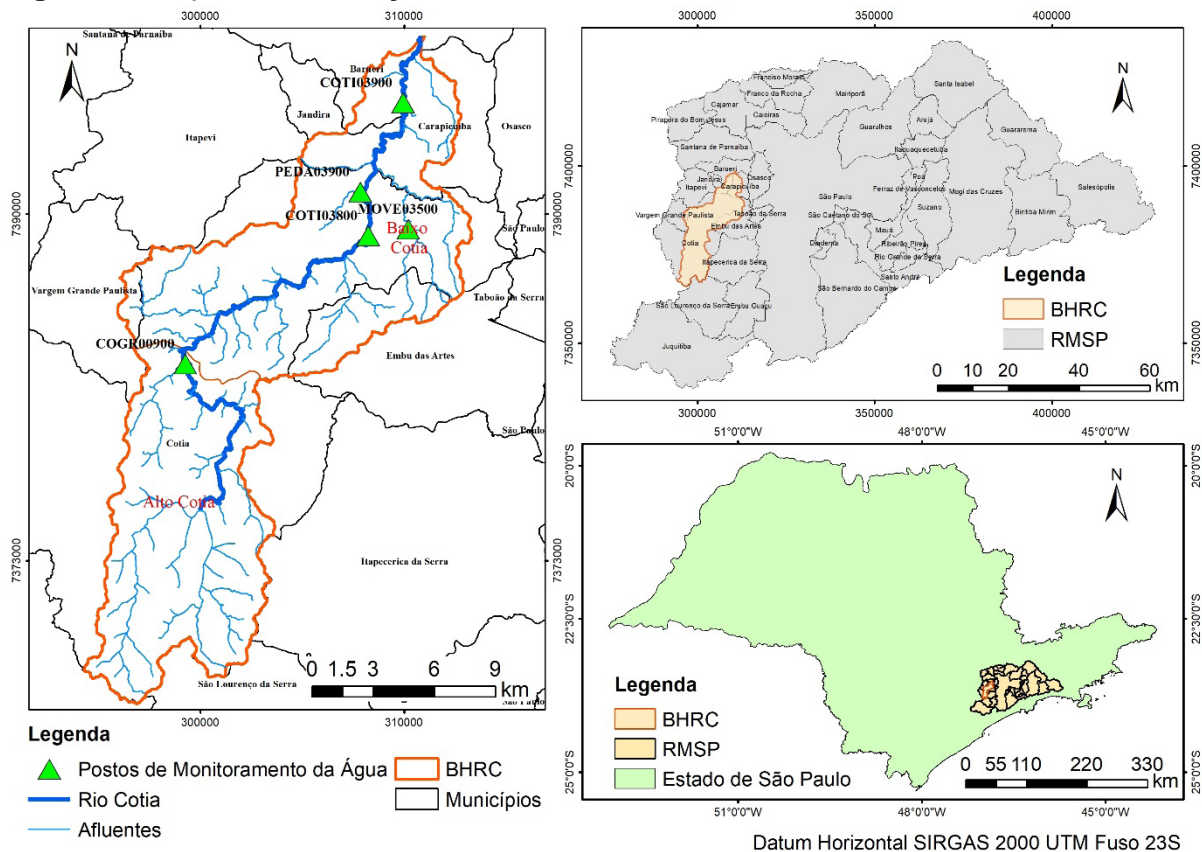 300000 310000
Santana de Parnaíba
N
Barueri
COTI03900
Jandira
Carapicuíba
Osasco
Itapevi
PEDA03900
COTI03800
MOVE03500
Baixo
Cotia
São Paulo
7390000
7390000
Vargem Grande Paulista
Taboão da Serra
COGR00900
Embu das Artes
São Paulo
Cotia
Alto Cotia
7373000
7373000
Itapecerica da Serra
São Lourenço da Serra
São Paulo
0 1.5 3 6 9
km
300000 310000
Legenda
Postos de Monitoramento da Água
BHRC
Rio Cotia
Municípios
Afluentes
300000 350000 400000
N
Francisco Morato
Franco da Rocha
Mairiporã
Santa Isabel
Cajamar
Caieiras
Pirapora do Bom Jesus
Guarulhos
Arujá
Guararema
Santana de Parnaíba
Itaquaquecetuba
7400000
7400000
Barueri
Jandira
Osasco
Itapevi
Carapicuíba
Poá
Ferraz de Vasconcelos
Mogi das Cruzes
Salesópolis
São Paulo
Suzano
Vargem Grande Paulista
Taboão da Serra
São Caetano do Sul
Biritiba Mirim
Embu das Artes
Mauá
Cotia
Diadema
Ribeirão Pires
Rio Grande da Serra
Itapecerica da Serra
Santo André
São Bernardo do Campo
São Lourenço da Serra
Embu Guaçu
Juquitiba
7350000
7350000
Legenda
BHRC
RMSP
0 10 20 40 60
km
300000 350000 400000
51°0'0"W 48°0'0"W 45°0'0"W
20°0'0"S
20°0'0"S
N
22°30'0"S
22°30'0"S
Legenda
BHRC
RMSP
Estado de São Paulo
0 55 110 220 330
km
25°0'0"S
25°0'0"S
51°0'0"W 48°0'0"W 45°0'0"W
Datum Horizontal SIRGAS 2000 UTM Fuso 23S